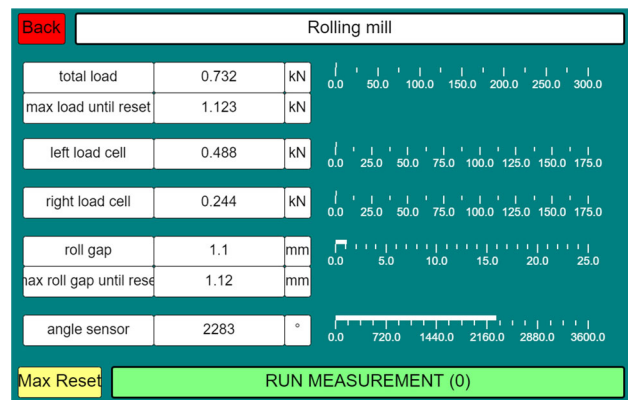 Back Rolling mill
total load 0.732 kN
0.0 50.0 100.0 150.0 200.0 250.0 300.0
max load until reset 1.123 kN
left load cell 0.488 kN
0.0 25.0 50.0 75.0 100.0 125.0 150.0 175.0
right load cell 0.244 kN
0.0 25.0 50.0 75.0 100.0 125.0 150.0 175.0
roll gap 1.1 mm
0.0 5.0 10.0 15.0 20.0 25.0
ax roll gap until rese 1.12 mm
angle sensor 2283 °
0.0 720.0 1440.0 2160.0 2880.0 3600.0
Max Reset RUN MEASUREMENT (0)